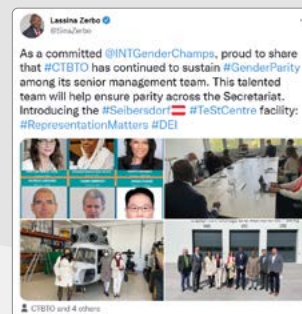 Lassina Zerbo
@SinaZerbo
As a committed @INTGenderChamps, proud to share
that #CTBTO has continued to sustain #GenderParity
among its senior management team. This talented
team will help ensure parity across the Secretariat.
Introducing the #Seibersdorf🇦🇹 #TeStCentre facility:
#RepresentationMatters #DEI
CTBTO and 4 others